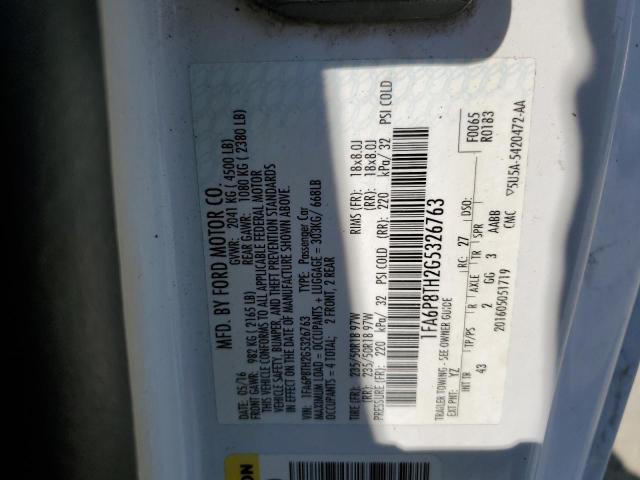 MFD. BY FORD MOTOR CO.
DATE: 05/16 GVWR: 2041 KG ( 4500 LB)
FRONT GAWR: 982 KG ( 2165 LB) REAR GAWR: 1080 KG ( 2380 LB)
THIS VEHICLE CONFORMS TO ALL APPLICABLE FEDERAL MOTOR
VEHICLE SAFETY, BUMPER, AND THEFT PREVENTION STANDARDS
IN EFFECT ON THE DATE OF MANUFACTURE SHOWN ABOVE.
VIN: 1FA6P8TH2G5326763 TYPE: Passenger Car
MAXIMUM LOAD = OCCUPANTS + LUGGAGE = 303KG/ 668LB
OCCUPANTS = 4 TOTAL; 2 FRONT, 2 REAR
TIRE (FR): 235/50R18 97W RIMS (FR): 18x8.0J
(RR): 235/50R18 97W (RR): 18x8.0J
PRESSURE (FR): 220 kPa/ 32 PSI COLD (RR): 220 kPa/ 32 PSI COLD
1FA6P8TH2G5326763
TRAILER TOWING - SEE OWNER GUIDE
EXT PNT: YZ RC: 27 DSO: F0065
R0183
INT TR TP/PS R AXLE TR SPR
43 2 GG 3 AABB
201605051719 CMC ▽5U5A-5420472-AA
ON